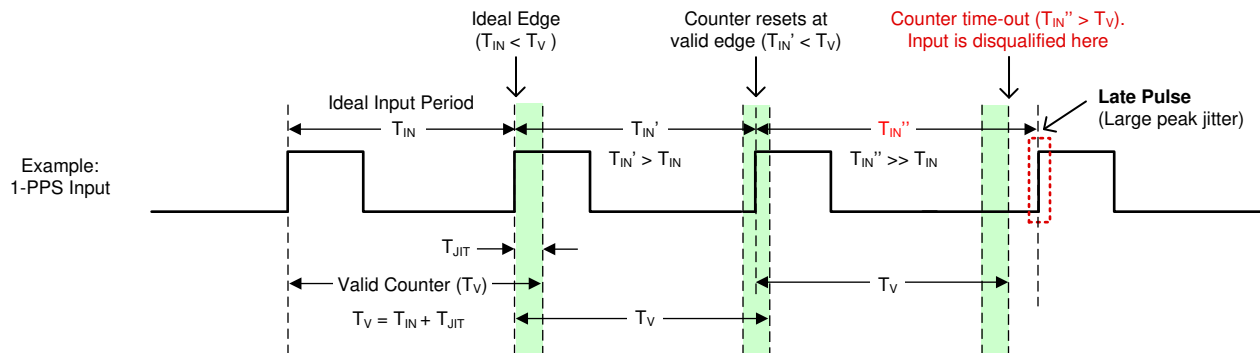 Ideal Edge
(TIN < TV )
Counter resets at
valid edge (TIN' < TV)
Counter time-out (TIN'' > TV).
Input is disqualified here
Ideal Input Period
Late Pulse
(Large peak jitter)
TIN
TIN'
TIN''
Example:
1-PPS Input
TIN' > TIN
TIN'' >> TIN
TJIT
Valid Counter (TV)
TV
TV = TIN + TJIT
TV